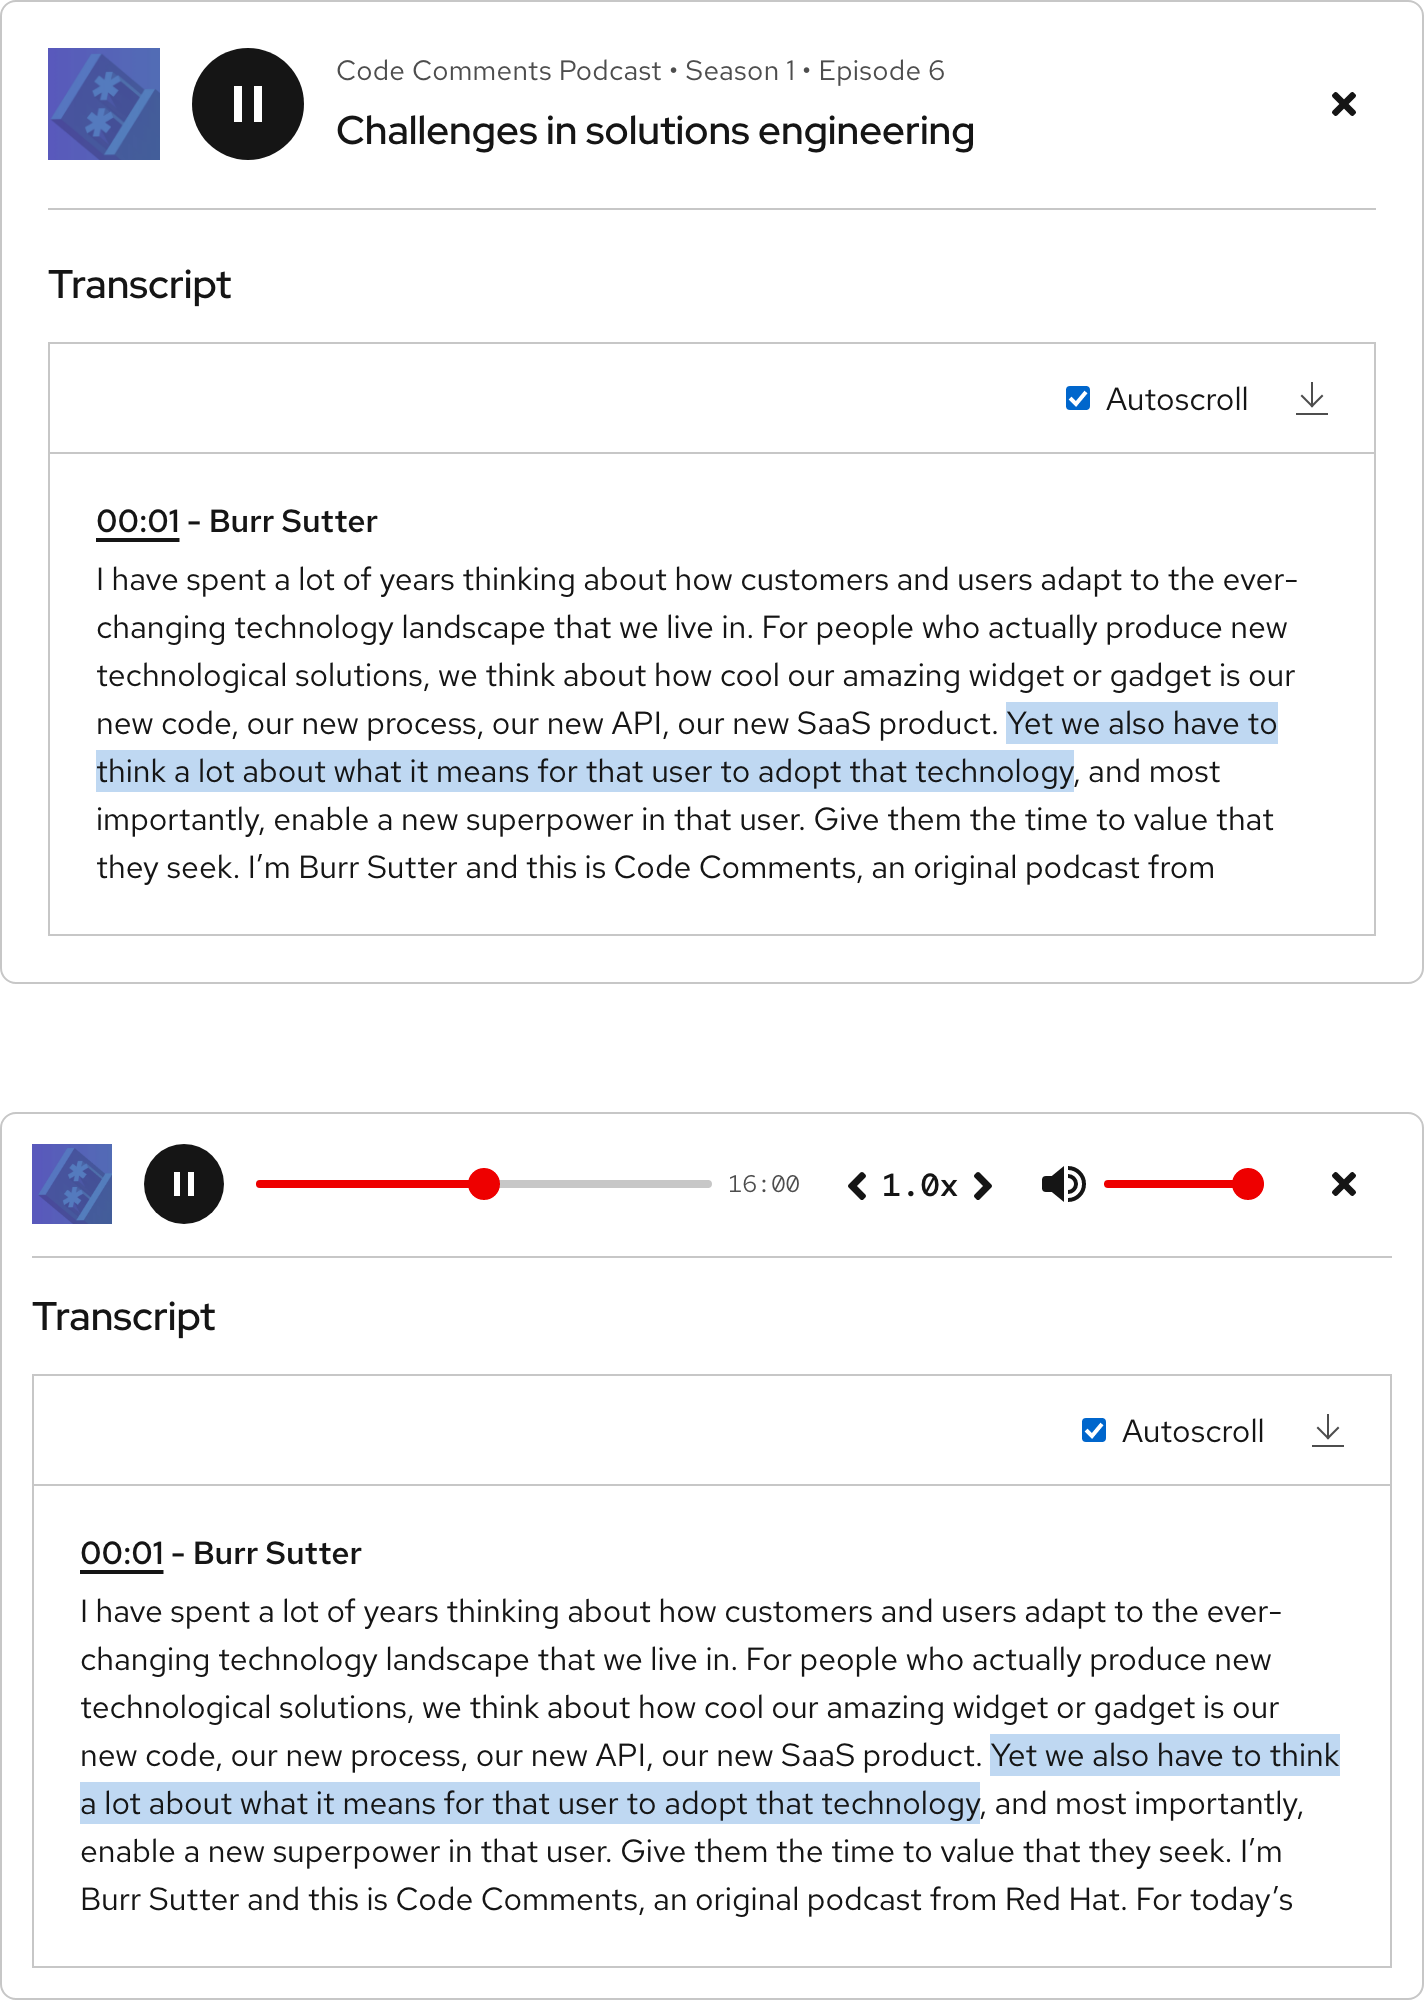 Code Comments Podcast • Season 1 • Episode 6
Challenges in solutions engineering
Transcript
Autoscroll
00:01 - Burr Sutter
I have spent a lot of years thinking about how customers and users adapt to the ever-
changing technology landscape that we live in. For people who actually produce new
technological solutions, we think about how cool our amazing widget or gadget is our
new code, our new process, our new API, our new SaaS product. Yet we also have to
think a lot about what it means for that user to adopt that technology, and most
importantly, enable a new superpower in that user. Give them the time to value that
they seek. I’m Burr Sutter and this is Code Comments, an original podcast from
16:00 1.0x
Transcript
Autoscroll
00:01 - Burr Sutter
I have spent a lot of years thinking about how customers and users adapt to the ever-
changing technology landscape that we live in. For people who actually produce new
technological solutions, we think about how cool our amazing widget or gadget is our
new code, our new process, our new API, our new SaaS product. Yet we also have to think
a lot about what it means for that user to adopt that technology, and most importantly,
enable a new superpower in that user. Give them the time to value that they seek. I’m
Burr Sutter and this is Code Comments, an original podcast from Red Hat. For today’s